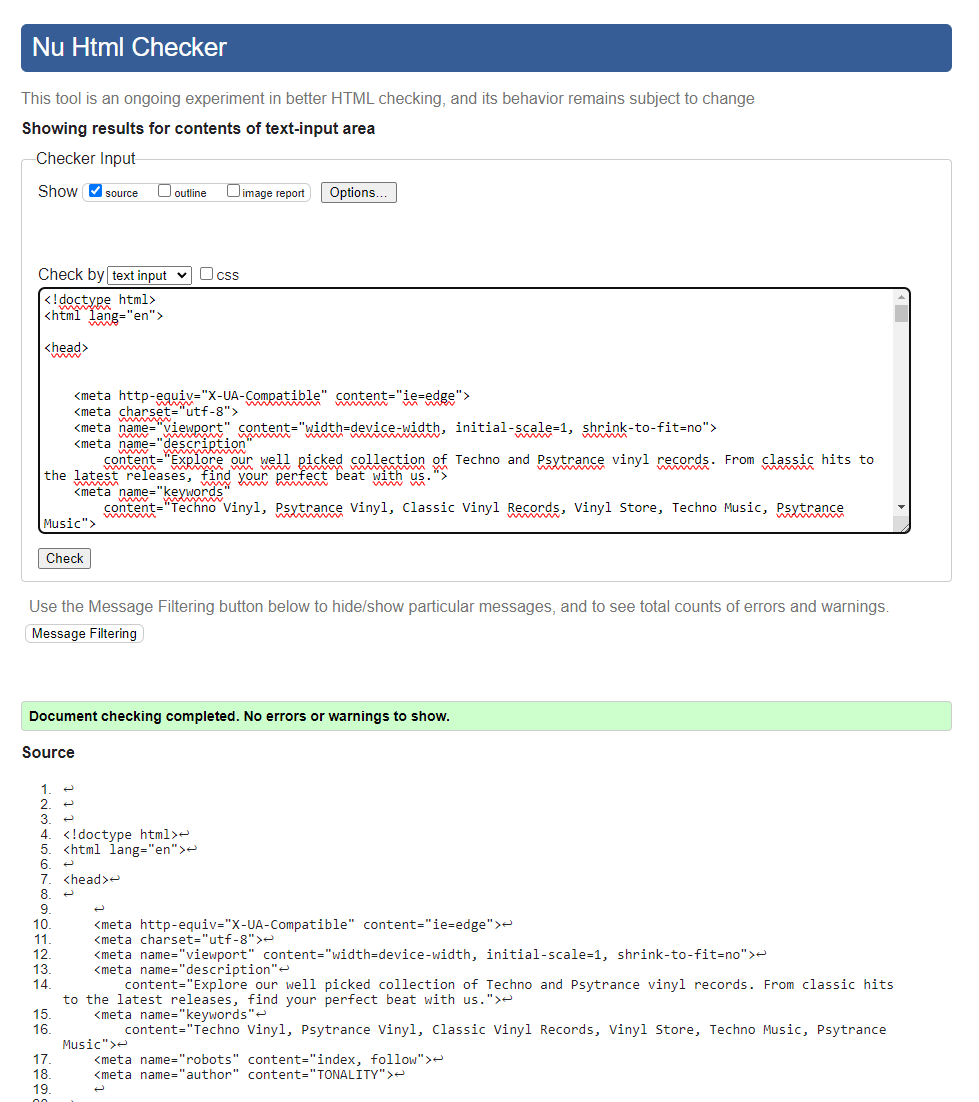 Nu Html Checker
This tool is an ongoing experiment in better HTML checking, and its behavior remains subject to change
Showing results for contents of text-input area
Checker Input
Show source outline image report Options...
Check by text input css
<!doctype html>
<html lang="en">
<head>
<meta http-equiv="X-UA-Compatible" content="ie=edge">
<meta charset="utf-8">
<meta name="viewport" content="width=device-width, initial-scale=1, shrink-to-fit=no">
<meta name="description"
content="Explore our well picked collection of Techno and Psytrance vinyl records. From classic hits to
the latest releases, find your perfect beat with us.">
<meta name="keywords"
content="Techno Vinyl, Psytrance Vinyl, Classic Vinyl Records, Vinyl Store, Techno Music, Psytrance
Music">
Check
Use the Message Filtering button below to hide/show particular messages, and to see total counts of errors and warnings.
Message Filtering
Document checking completed. No errors or warnings to show.
Source
1. ↩
2. ↩
3. ↩
4. <!doctype html>↩
5. <html lang="en">↩
6. ↩
7. <head>↩
8. ↩
9. ↩
10. <meta http-equiv="X-UA-Compatible" content="ie=edge">↩
11. <meta charset="utf-8">↩
12. <meta name="viewport" content="width=device-width, initial-scale=1, shrink-to-fit=no">↩
13. <meta name="description"↩
14. content="Explore our well picked collection of Techno and Psytrance vinyl records. From classic hits
to the latest releases, find your perfect beat with us.">↩
15. <meta name="keywords"↩
16. content="Techno Vinyl, Psytrance Vinyl, Classic Vinyl Records, Vinyl Store, Techno Music, Psytrance
Music">↩
17. <meta name="robots" content="index, follow">↩
18. <meta name="author" content="TONALITY">↩
19. ↩